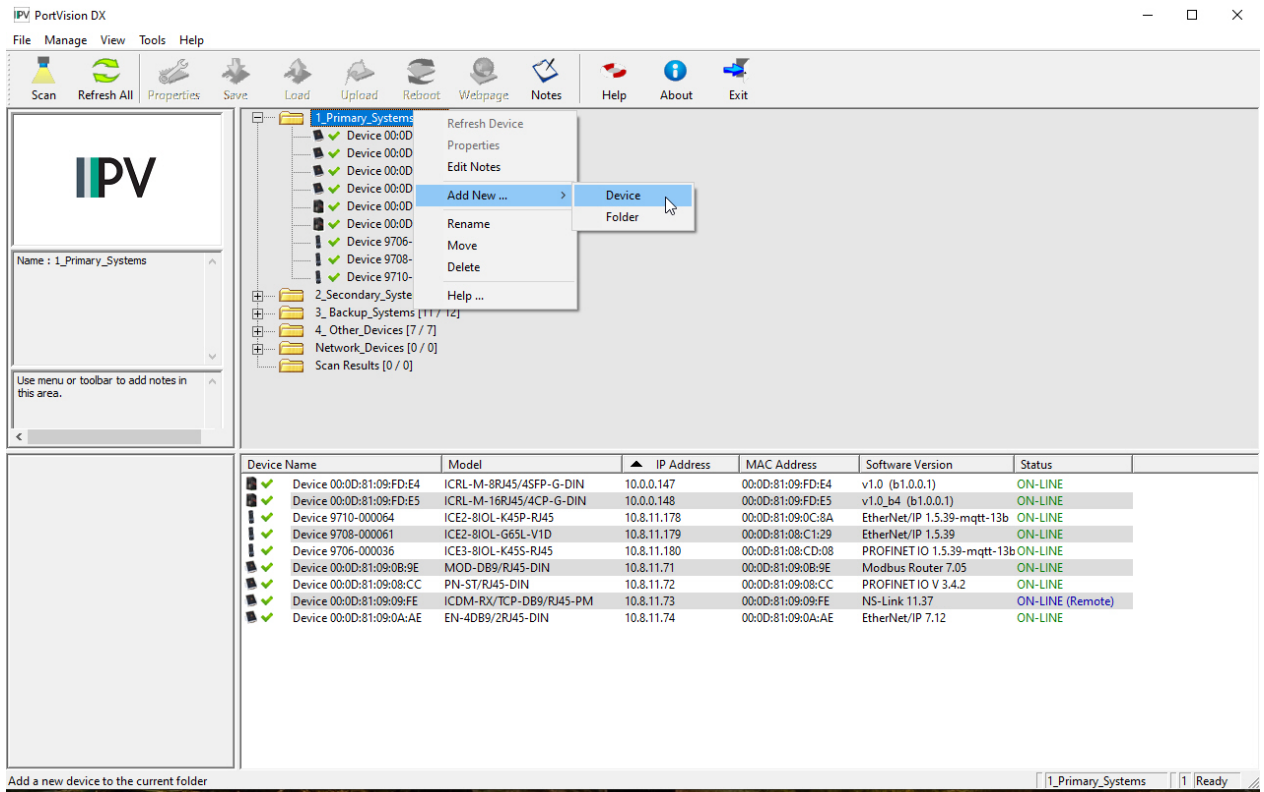 IPV PortVision DX
File Manage View Tools Help
Scan Refresh All Properties Save Load Upload Reboot Webpage Notes Help About Exit
IPV
Name : 1_Primary_Systems
Use menu or toolbar to add notes in
this area.
1_Primary_Systems
Device 00:0D
Device 00:0D
Device 00:0D
Device 00:0D
Device 00:0D
Device 00:0D
Device 9706-
Device 9708-
Device 9710-
2_Secondary_Syste
3_ Backup_Systems [11 / 12]
4_ Other_Devices [7 / 7]
Network_Devices [0 / 0]
Scan Results [0 / 0]
Refresh Device
Properties
Edit Notes
Add New ...
Rename
Move
Delete
Help ...
Device
Folder
Device Name Model IP Address MAC Address Software Version Status
Device 00:0D:81:09:FD:E4 ICRL-M-8RJ45/4SFP-G-DIN 10.0.0.147 00:0D:81:09:FD:E4 v1.0 (b1.0.0.1) ON-LINE
Device 00:0D:81:09:FD:E5 ICRL-M-16RJ45/4CP-G-DIN 10.0.0.148 00:0D:81:09:FD:E5 v1.0_b4 (b1.0.0.1) ON-LINE
Device 9710-000064 ICE2-8IOL-K45P-RJ45 10.8.11.178 00:0D:81:09:0C:8A EtherNet/IP 1.5.39-mqtt-13b ON-LINE
Device 9708-000061 ICE2-8IOL-G65L-V1D 10.8.11.179 00:0D:81:08:C1:29 EtherNet/IP 1.5.39 ON-LINE
Device 9706-000036 ICE3-8IOL-K45S-RJ45 10.8.11.180 00:0D:81:08:CD:08 PROFINET IO 1.5.39-mqtt-13b ON-LINE
Device 00:0D:81:09:0B:9E MOD-DB9/RJ45-DIN 10.8.11.71 00:0D:81:09:0B:9E Modbus Router 7.05 ON-LINE
Device 00:0D:81:09:08:CC PN-ST/RJ45-DIN 10.8.11.72 00:0D:81:09:08:CC PROFINET IO V 3.4.2 ON-LINE
Device 00:0D:81:09:09:FE ICDM-RX/TCP-DB9/RJ45-PM 10.8.11.73 00:0D:81:09:09:FE NS-Link 11.37 ON-LINE (Remote)
Device 00:0D:81:09:0A:AE EN-4DB9/2RJ45-DIN 10.8.11.74 00:0D:81:09:0A:AE EtherNet/IP 7.12 ON-LINE
Add a new device to the current folder 1_Primary_Systems 1 Ready